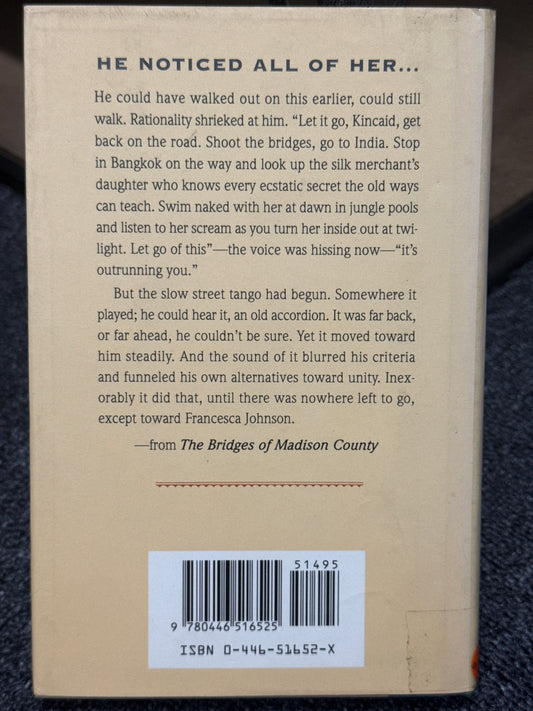 HE NOTICED ALL OF HER...
He could have walked out on this earlier, could still
walk. Rationality shrieked at him. “Let it go, Kincaid, get
back on the road. Shoot the bridges, go to India. Stop
in Bangkok on the way and look up the silk merchant’s
daughter who knows every ecstatic secret the old ways
can teach. Swim naked with her at dawn in jungle pools
and listen to her scream as you turn her inside out at twi-
light. Let go of this”—the voice was hissing now—“it’s
outrunning you.”
But the slow street tango had begun. Somewhere it
played; he could hear it, an old accordion. It was far back,
or far ahead, he couldn’t be sure. Yet it moved toward
him steadily. And the sound of it blurred his criteria
and funneled his own alternatives toward unity. Inex-
orably it did that, until there was nowhere left to go,
except toward Francesca Johnson.
—from The Bridges of Madison County
51495
9 780446 516525
ISBN 0-446-51652-X